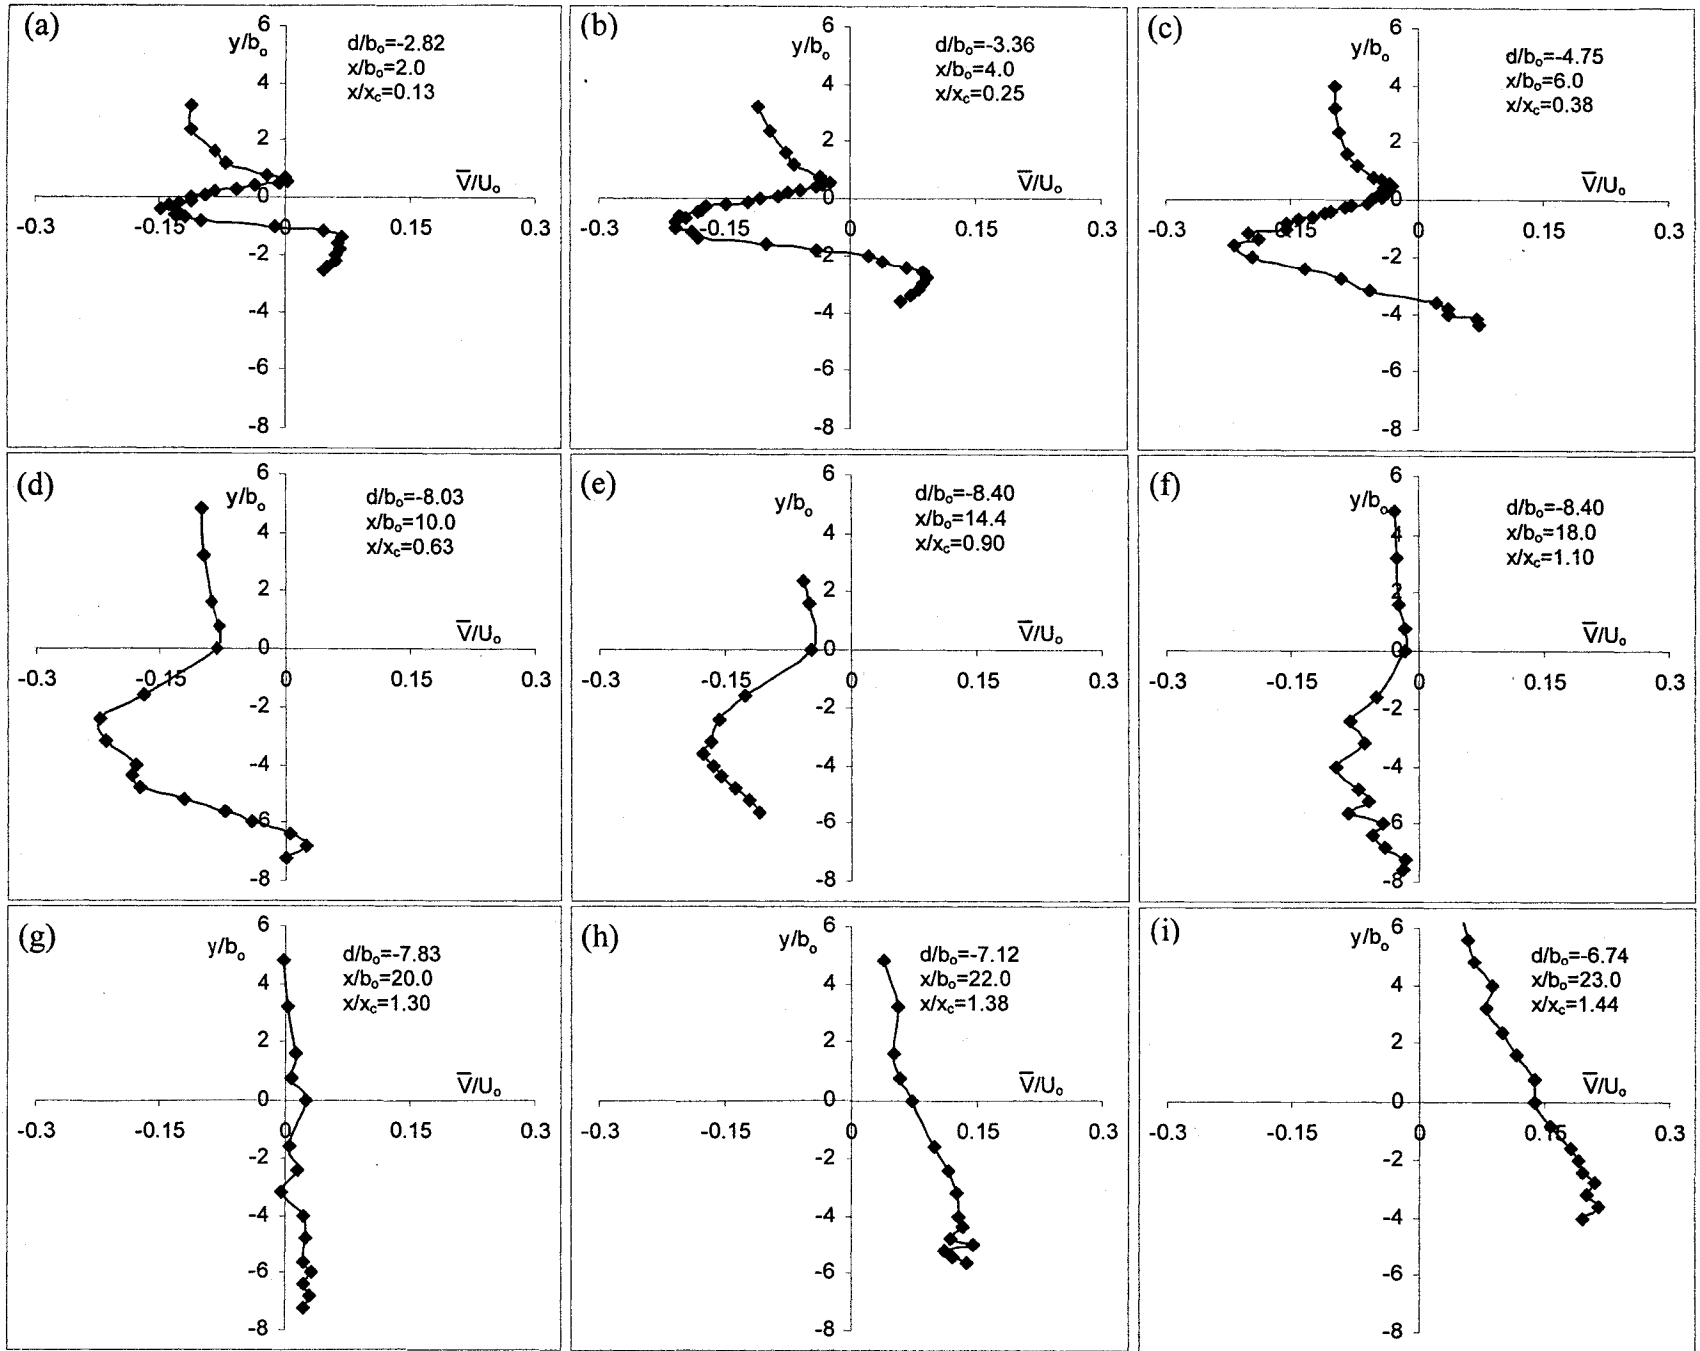 (a)
y/bₒ
d/bₒ=-2.82
x/bₒ=2.0
x/x꜀=0.13
6
4
2
0
-2
-4
-6
-8
V̅/Uₒ
-0.3
-0.15
0
0.15
0.3
(b)
y/bₒ
d/bₒ=-3.36
x/bₒ=4.0
x/x꜀=0.25
6
4
2
0
-2
-4
-6
-8
V̅/Uₒ
-0.3
-0.15
0
0.15
0.3
(c)
y/bₒ
d/bₒ=-4.75
x/bₒ=6.0
x/x꜀=0.38
6
4
2
0
-2
-4
-6
-8
V̅/Uₒ
-0.3
-0.15
0
0.15
0.3
(d)
y/bₒ
d/bₒ=-8.03
x/bₒ=10.0
x/x꜀=0.63
6
4
2
0
-2
-4
-6
-8
V̅/Uₒ
-0.3
-0.15
0
0.15
0.3
(e)
y/bₒ
d/bₒ=-8.40
x/bₒ=14.4
x/x꜀=0.90
6
4
2
0
-2
-4
-6
-8
V̅/Uₒ
-0.3
-0.15
0
0.15
0.3
(f)
y/bₒ
d/bₒ=-8.40
x/bₒ=18.0
x/x꜀=1.10
6
4
2
0
-2
-4
-6
-8
V̅/Uₒ
-0.3
-0.15
0
0.15
0.3
(g)
y/bₒ
d/bₒ=-7.83
x/bₒ=20.0
x/x꜀=1.30
6
4
2
0
-2
-4
-6
-8
V̅/Uₒ
-0.3
-0.15
0
0.15
0.3
(h)
y/bₒ
d/bₒ=-7.12
x/bₒ=22.0
x/x꜀=1.38
6
4
2
0
-2
-4
-6
-8
V̅/Uₒ
-0.3
-0.15
0
0.15
0.3
(i)
y/bₒ
d/bₒ=-6.74
x/bₒ=23.0
x/x꜀=1.44
6
4
2
0
-2
-4
-6
-8
V̅/Uₒ
-0.3
-0.15
0
0.15
0.3